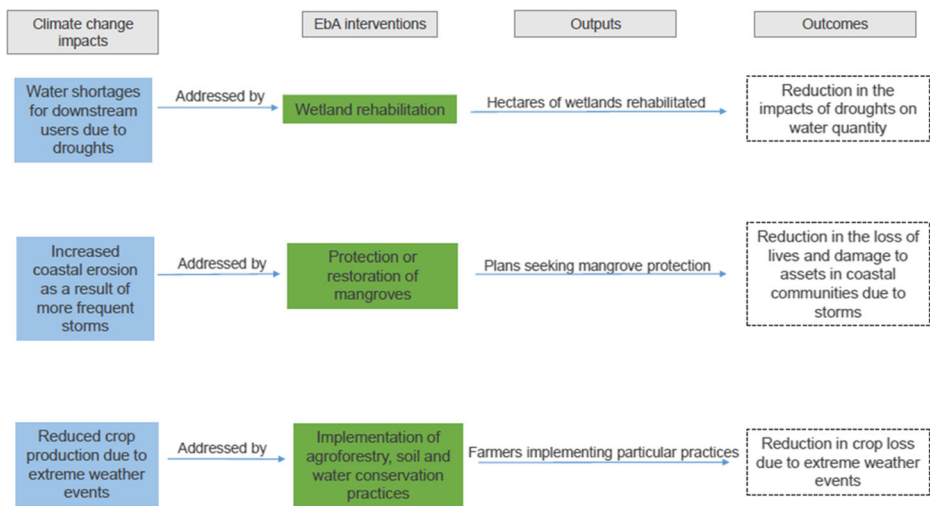 Climate change
impacts
EbA interventions
Outputs
Outcomes
Water shortages
for downstream
users due to
droughts
Addressed by
Wetland rehabilitation
Hectares of wetlands rehabilitated
Reduction in the
impacts of droughts on
water quantity
Increased
coastal erosion
as a result of
more frequent
storms
Addressed by
Protection or
restoration of
mangroves
Plans seeking mangrove protection
Reduction in the loss of
lives and damage to
assets in coastal
communities due to
storms
Reduced crop
production due to
extreme weather
events
Addressed by
Implementation of
agroforestry, soil and
water conservation
practices
Farmers implementing particular practices
Reduction in crop loss
due to extreme weather
events